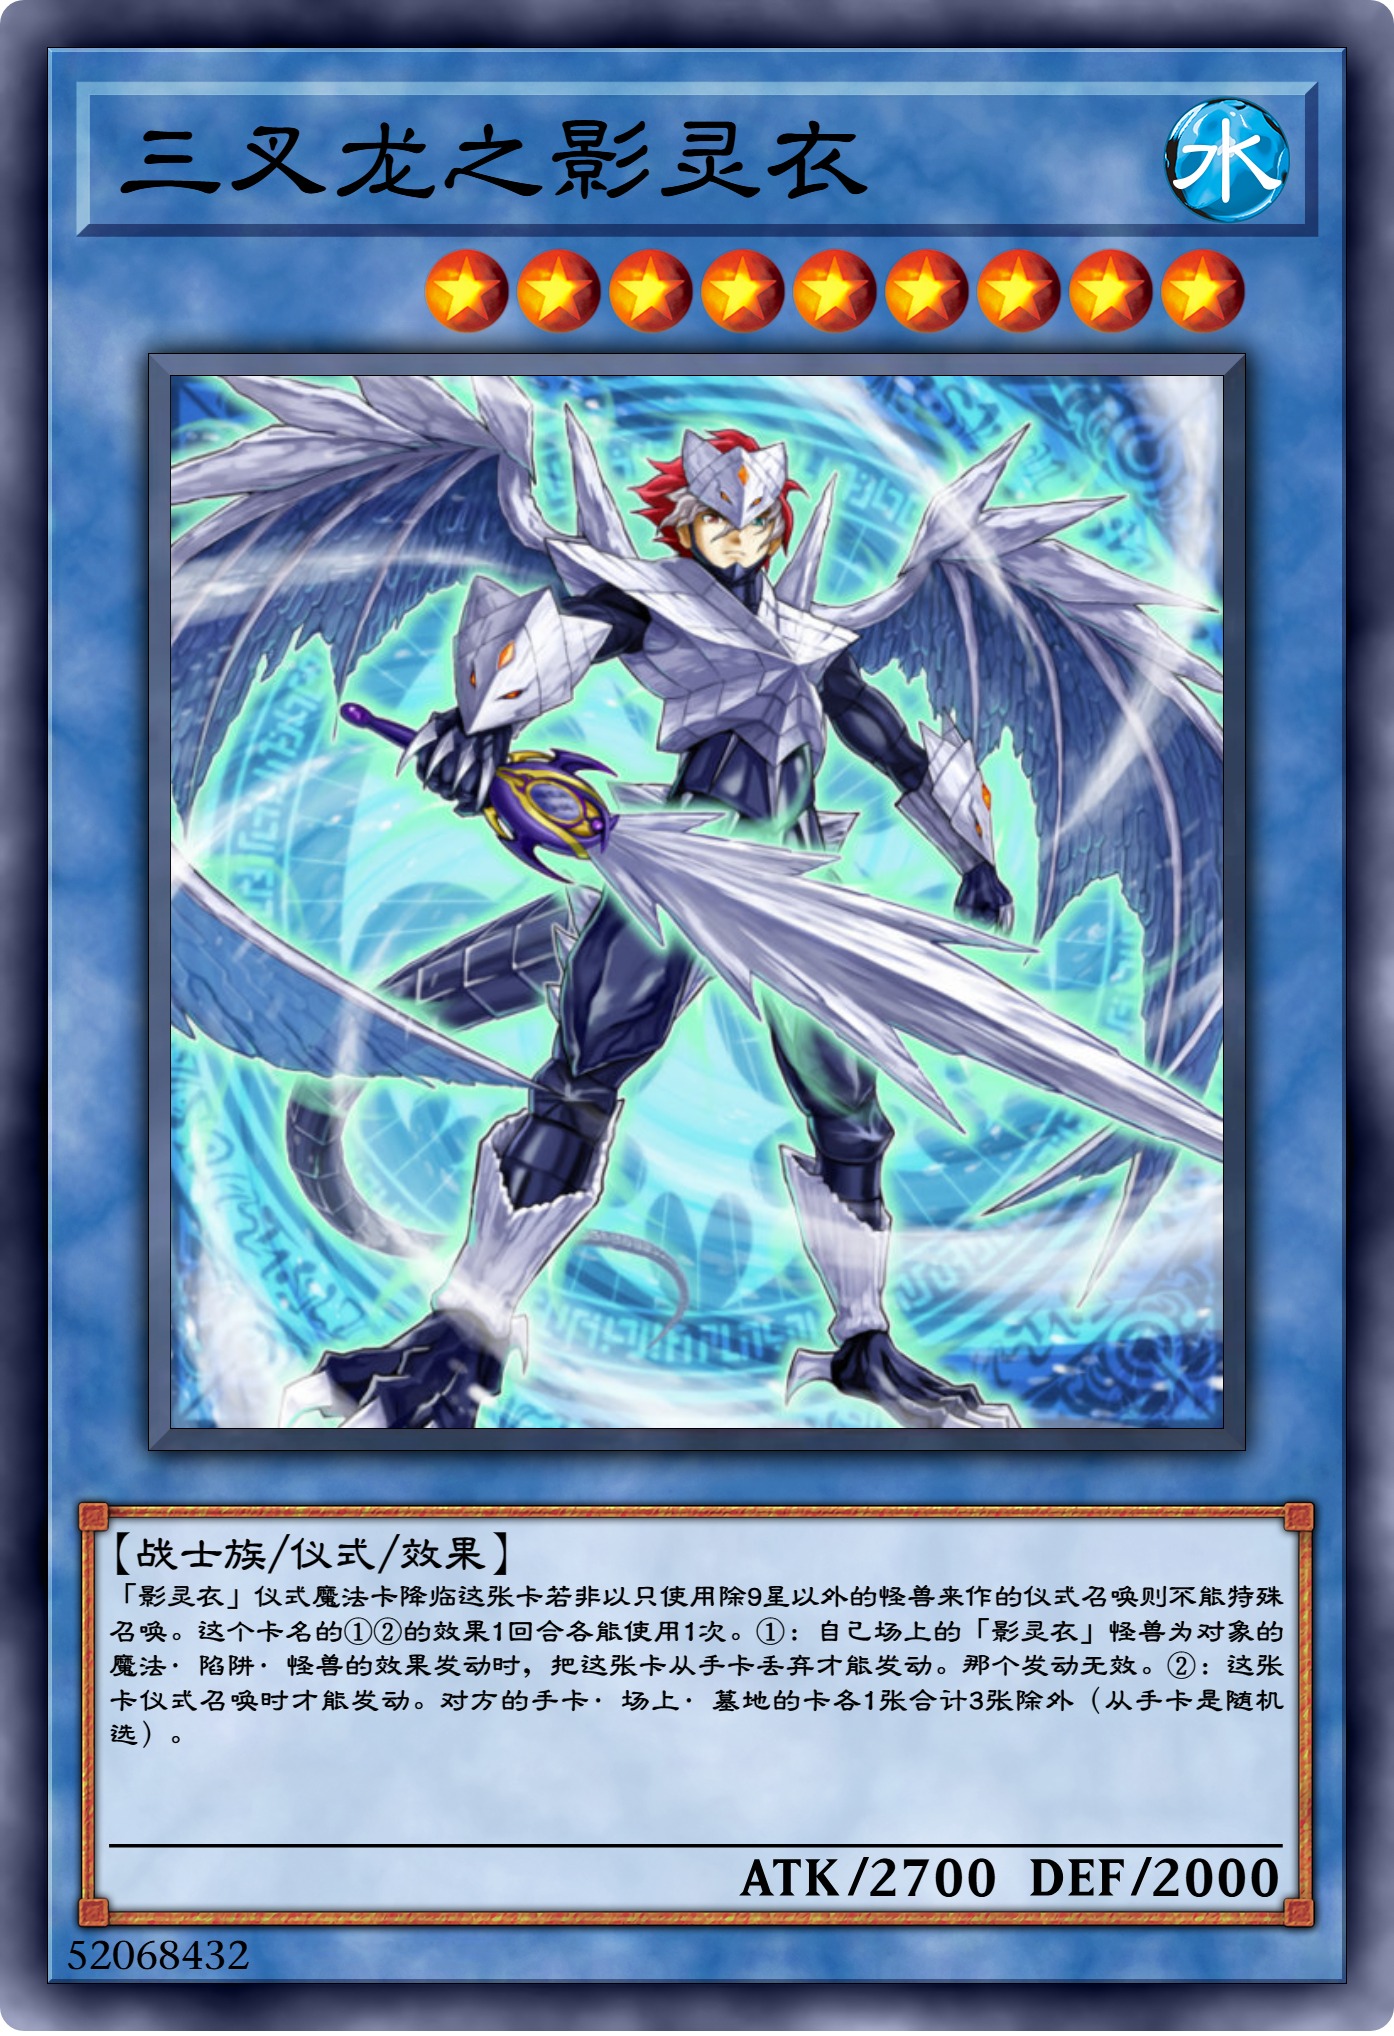 三叉龙之影灵衣
水
【战士族/仪式/效果】
「影灵衣」仪式魔法卡降临这张卡若非以只使用除9星以外的怪兽来作的仪式召唤则不能特殊
召唤。这个卡名的①②的效果1回合各能使用1次。①：自己场上的「影灵衣」怪兽为对象的
魔法·陷阱·怪兽的效果发动时，把这张卡从手卡丢弃才能发动。那个发动无效。②：这张
卡仪式召唤时才能发动。对方的手卡·场上·墓地的卡各1张合计3张除外（从手卡是随机
选）。
ATK/2700 DEF/2000
52068432